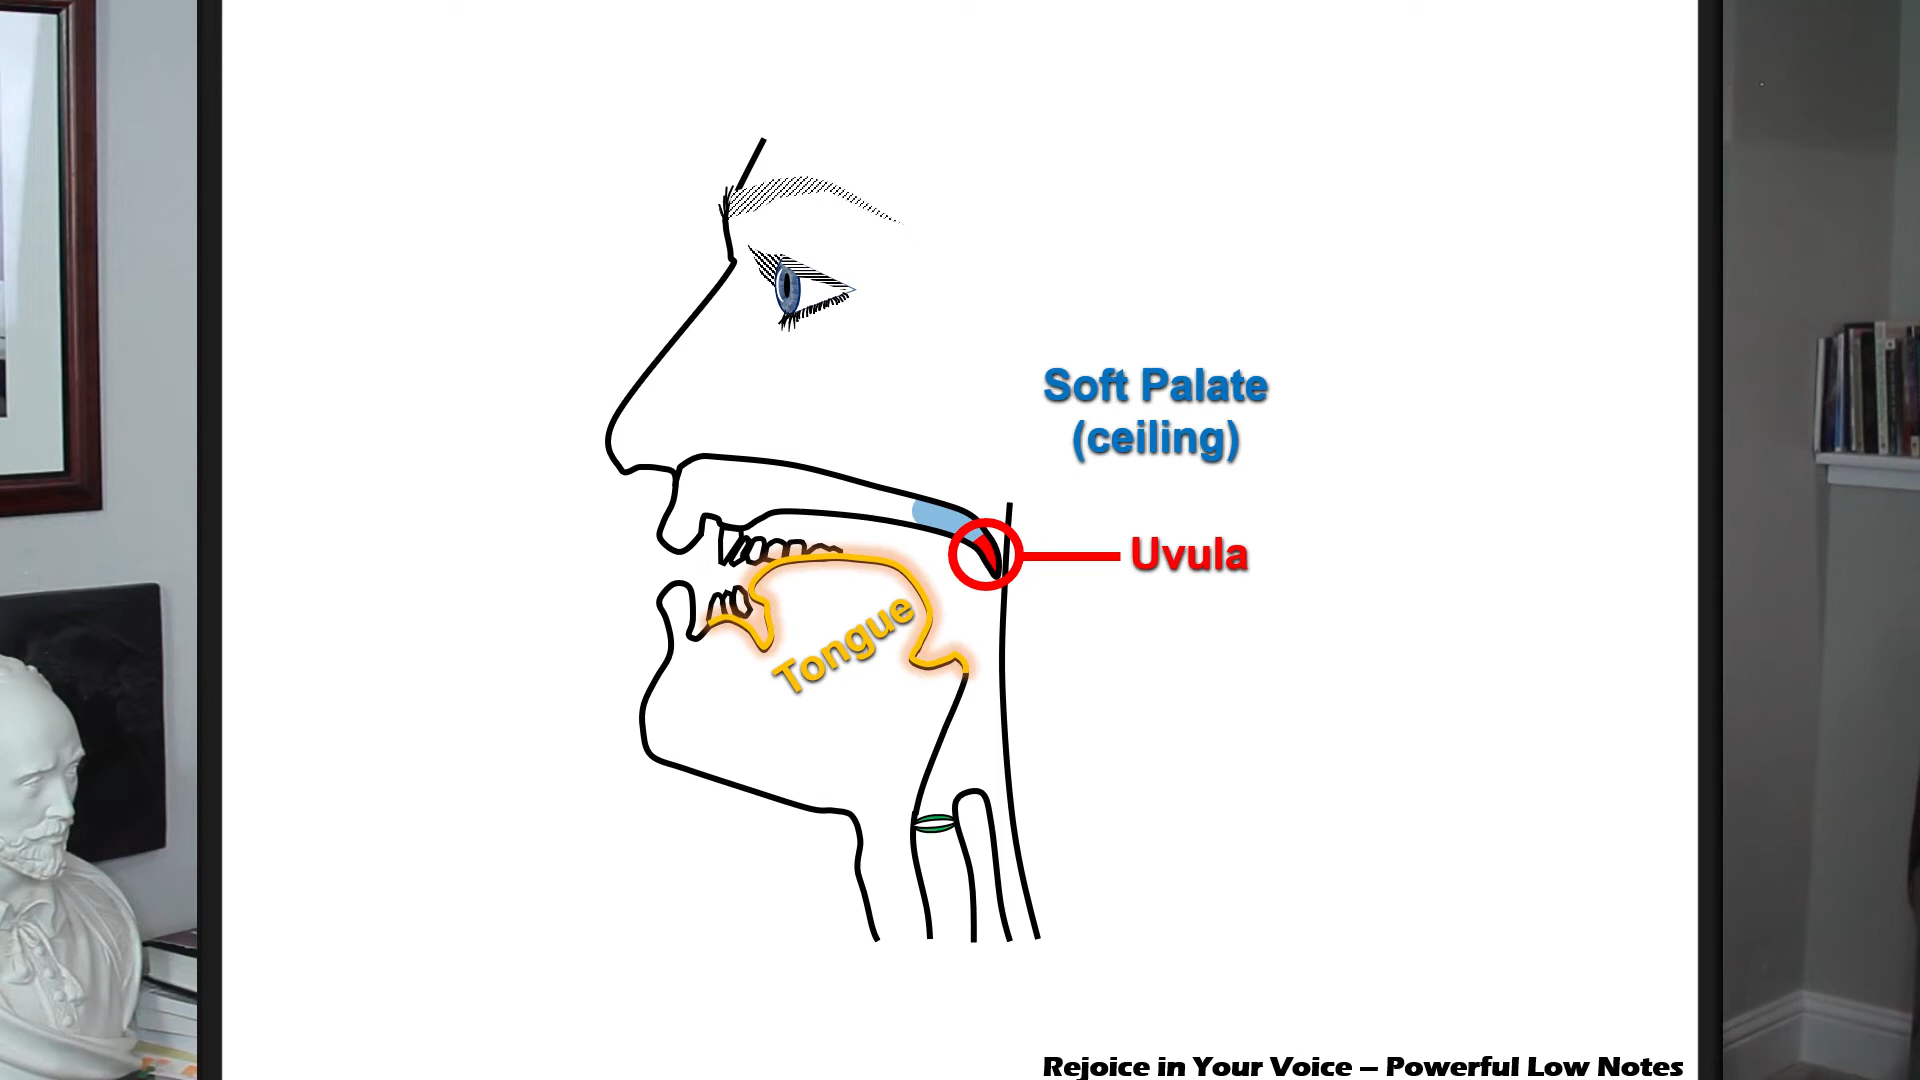 Soft Palate
(ceiling)
Uvula
Tongue
Rejoice in Your Voice – Powerful Low Notes